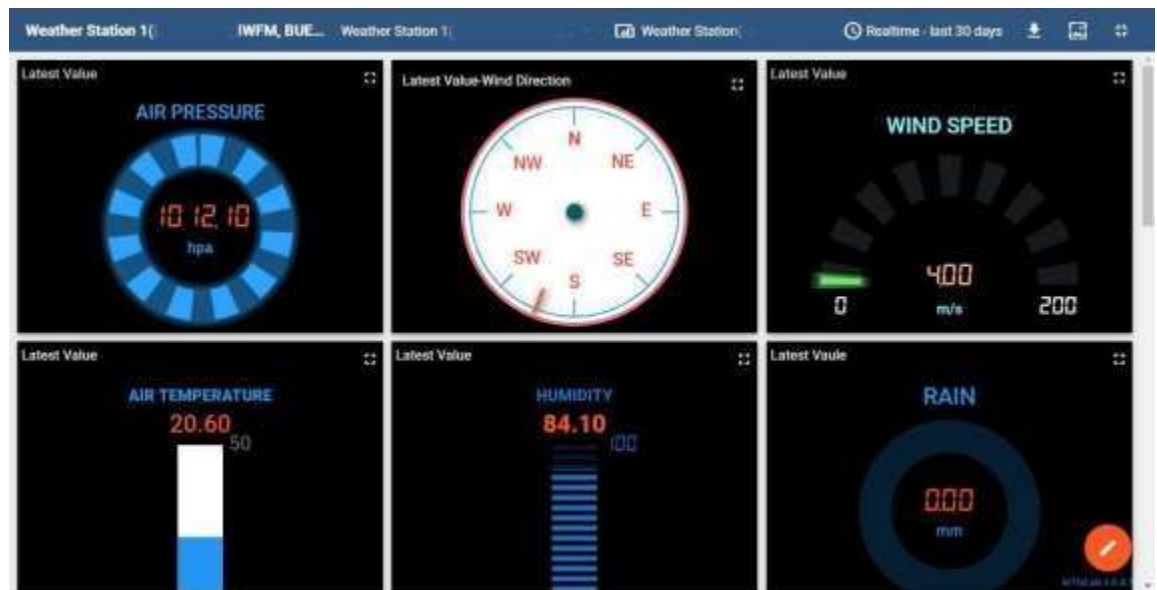 Weather Station 1( IWFM, BUE... Weather Station 1( Weather Station( Realtime - last 30 days
Latest Value
AIR PRESSURE
1012.10
hpa
Latest Value-Wind Direction
N
NW NE
W E
SW SE
S
Latest Value
WIND SPEED
4.00
0 m/s 200
Latest Value
AIR TEMPERATURE
20.60
50
Latest Value
HUMIDITY
84.10
100
Latest Vaule
RAIN
0.00
mm